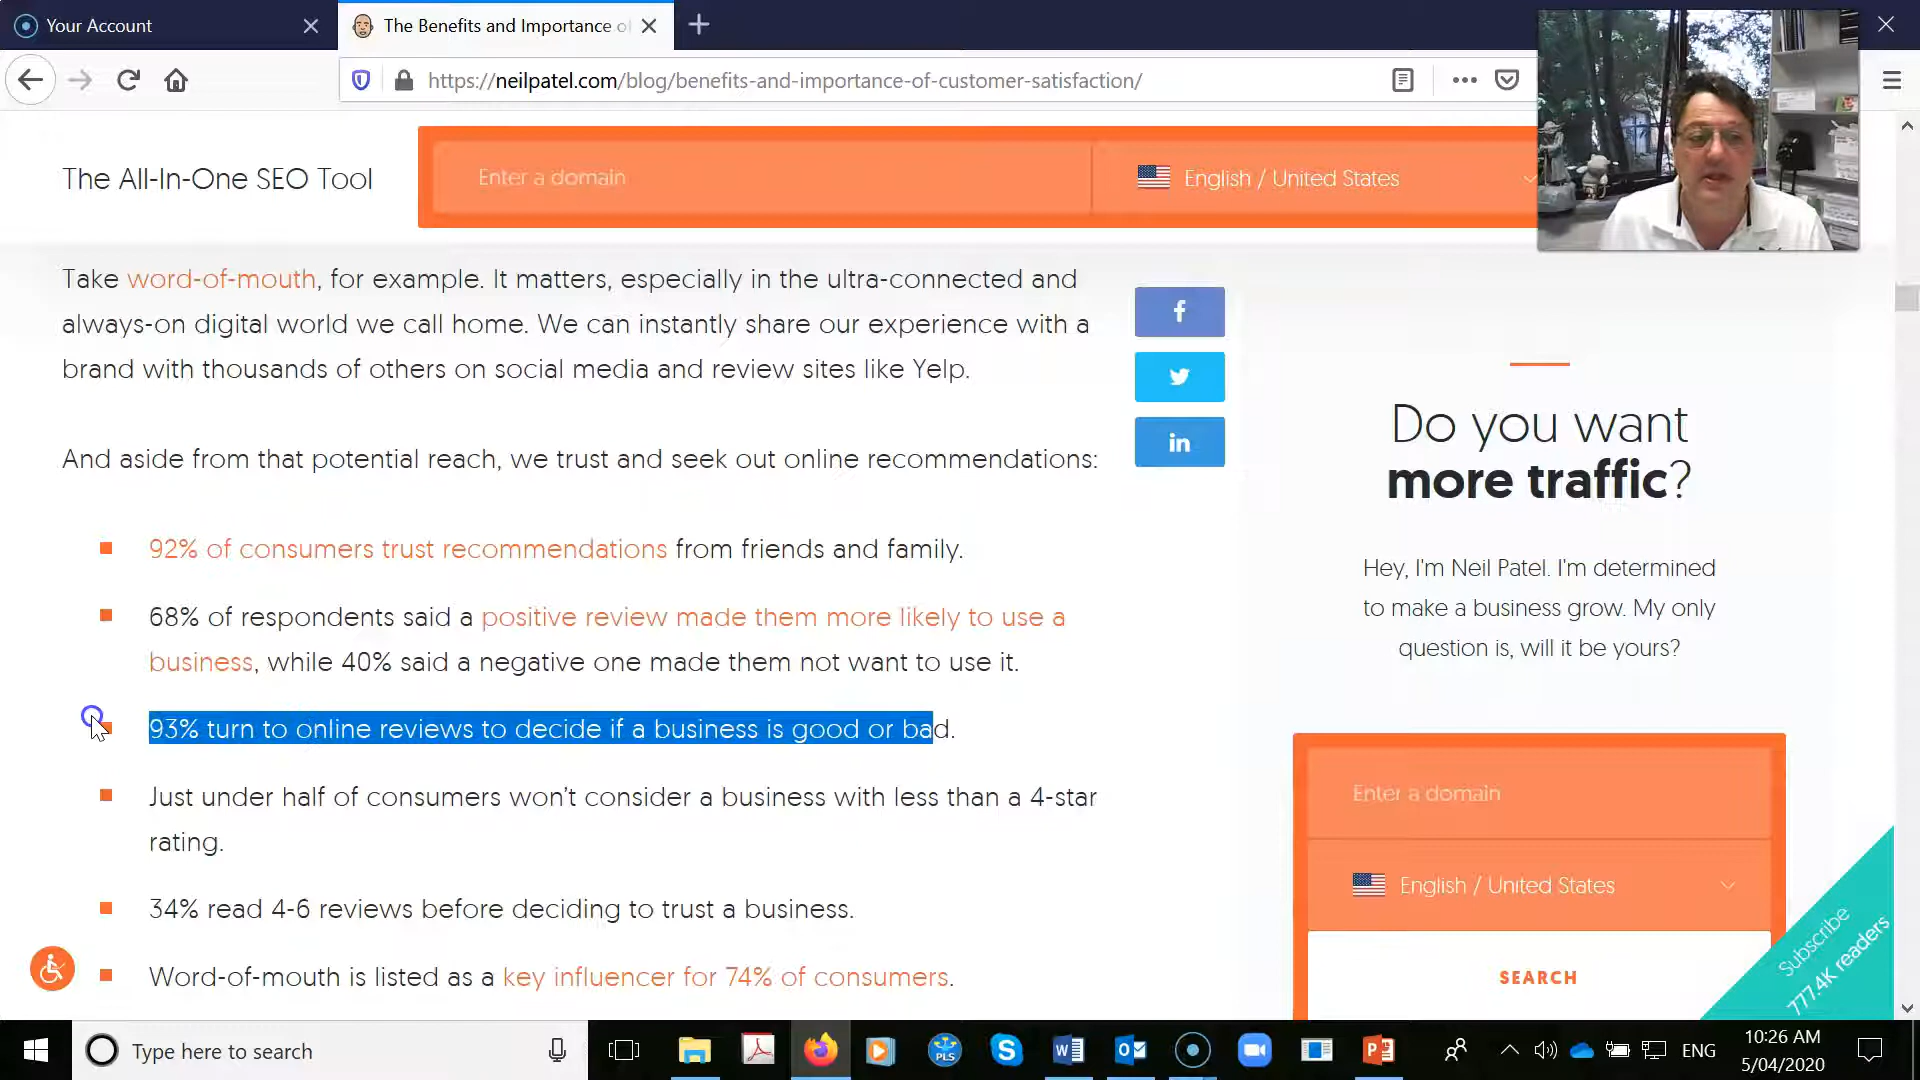 Your Account
The Benefits and Importance of
https://neilpatel.com/blog/benefits-and-importance-of-customer-satisfaction/
The All-In-One SEO Tool
Enter a domain
English / United States
Take word-of-mouth, for example. It matters, especially in the ultra-connected and
always-on digital world we call home. We can instantly share our experience with a
brand with thousands of others on social media and review sites like Yelp.
And aside from that potential reach, we trust and seek out online recommendations:
92% of consumers trust recommendations from friends and family.
68% of respondents said a positive review made them more likely to use a
business, while 40% said a negative one made them not want to use it.
93% turn to online reviews to decide if a business is good or bad.
Just under half of consumers won't consider a business with less than a 4-star
rating.
34% read 4-6 reviews before deciding to trust a business.
Word-of-mouth is listed as a key influencer for 74% of consumers.
f
in
Do you want
more traffic?
Hey, I'm Neil Patel. I'm determined
to make a business grow. My only
question is, will it be yours?
Enter a domain
English / United States
SEARCH
Subscribe
777.4K readers
Type here to search
PLS
ENG
10:26 AM
5/04/2020